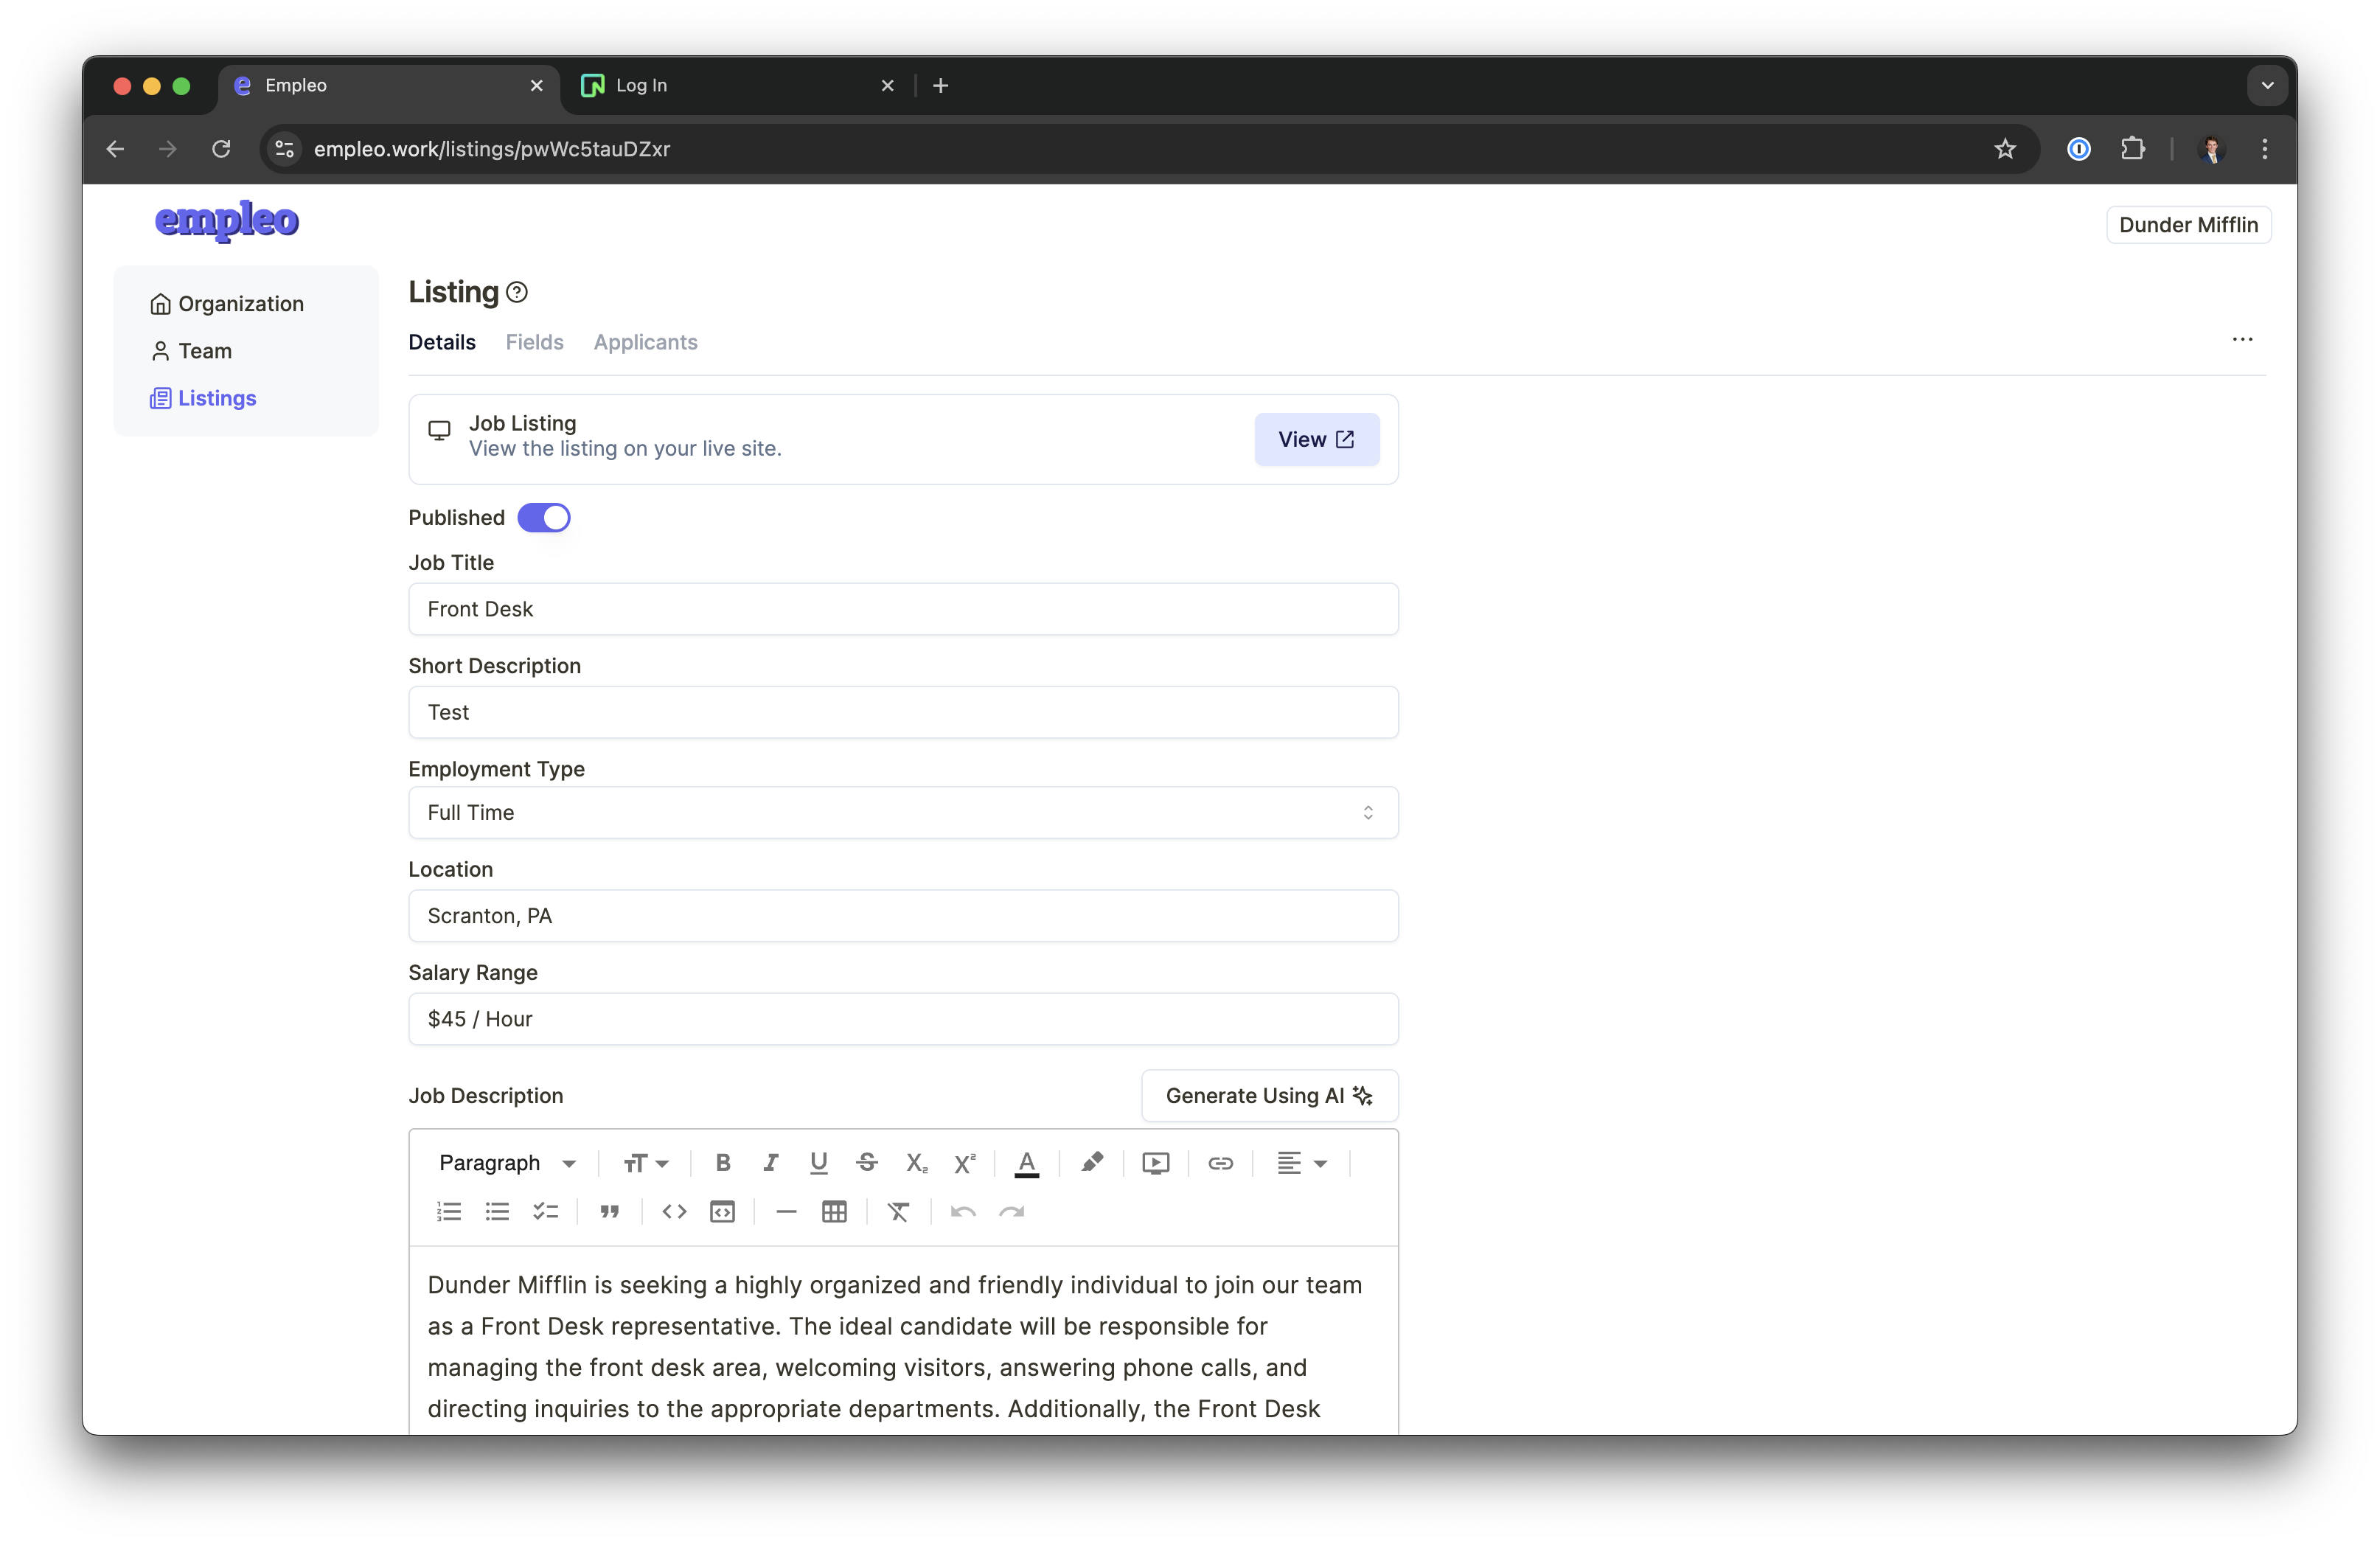 Empleo
Log In
empleo.work/listings/pwWc5tauDZxr
empleo
Dunder Mifflin
Organization
Team
Listings
Listing
Details Fields Applicants
Job Listing
View the listing on your live site.
View
Published
Job Title
Front Desk
Short Description
Test
Employment Type
Full Time
Location
Scranton, PA
Salary Range
$45 / Hour
Job Description
Generate Using AI
Paragraph
Dunder Mifflin is seeking a highly organized and friendly individual to join our team
as a Front Desk representative. The ideal candidate will be responsible for
managing the front desk area, welcoming visitors, answering phone calls, and
directing inquiries to the appropriate departments. Additionally, the Front Desk